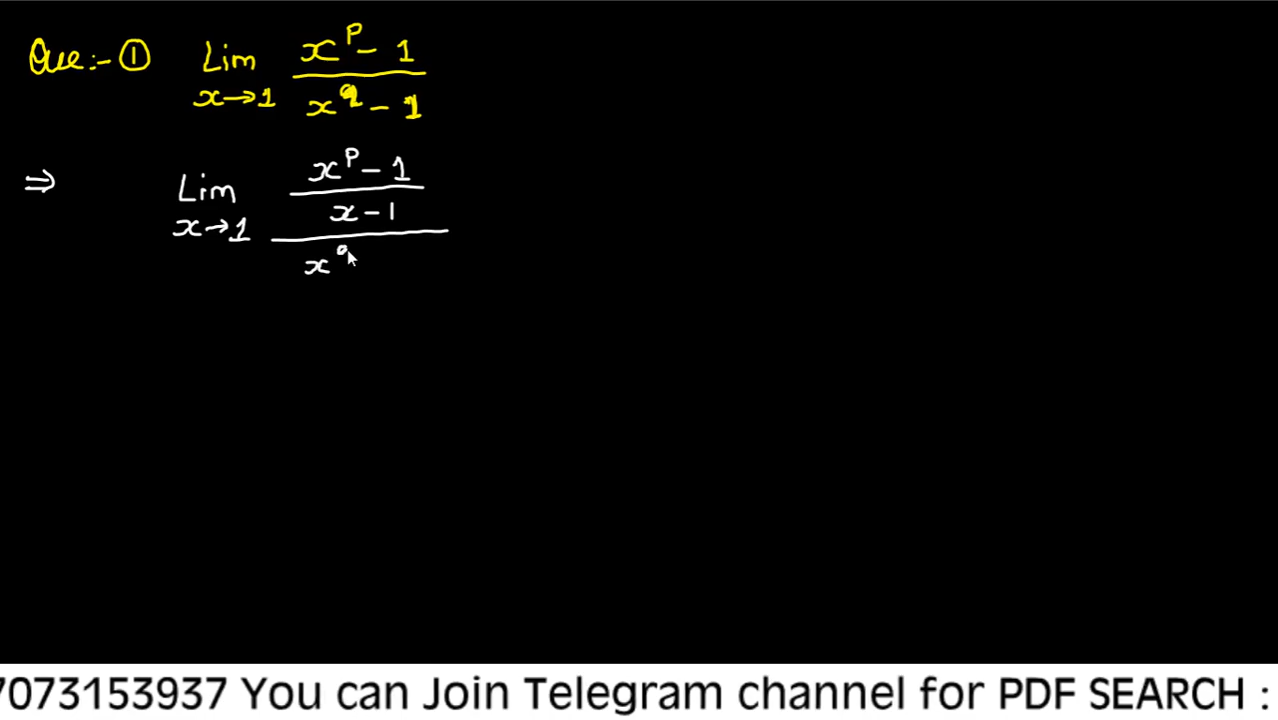 Que:- ① Lim x→1 (x^p - 1)/(x^q - 1)
⇒ Lim x→1 ((x^p - 1)/(x - 1))/(x^q
7073153937 You can Join Telegram channel for PDF SEARCH :